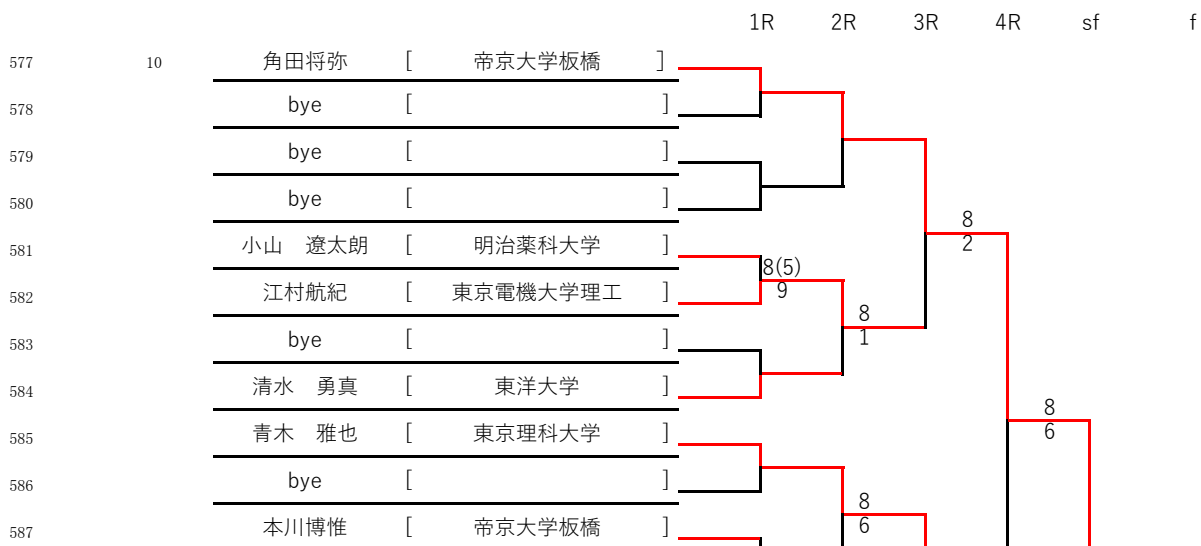 1R 2R 3R 4R sf f
577 10 角田将弥 [ 帝京大学板橋 ]
578 bye [ ]
579 bye [ ]
580 bye [ ]
8
2
581 小山　遼太朗 [ 明治薬科大学 ]
8(5)
9
582 江村航紀 [ 東京電機大学理工 ]
8
1
583 bye [ ]
584 清水　勇真 [ 東洋大学 ]
8
6
585 青木　雅也 [ 東京理科大学 ]
586 bye [ ]
8
6
587 本川博惟 [ 帝京大学板橋 ]